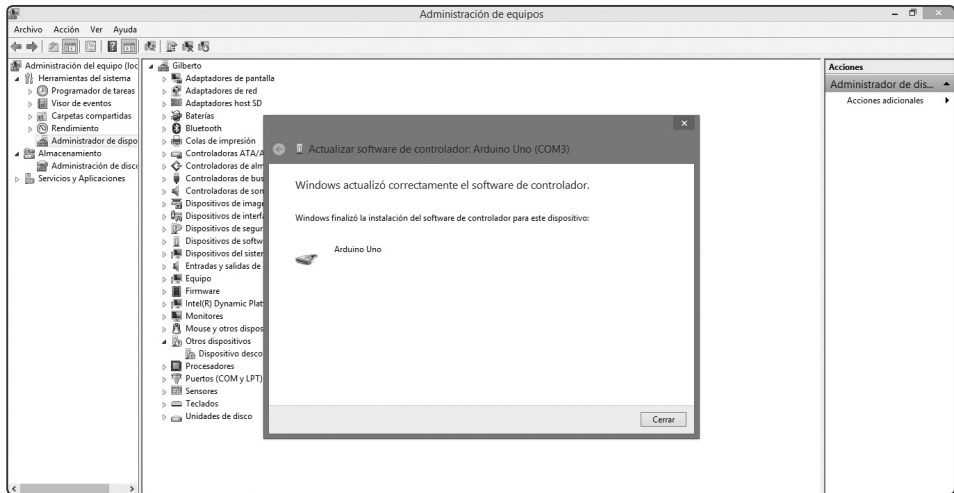 Administración de equipos
Archivo Acción Ver Ayuda
Administración del equipo (loc
Herramientas del sistema
Programador de tareas
Visor de eventos
Carpetas compartidas
Rendimiento
Administrador de dispo
Almacenamiento
Administración de disco
Servicios y Aplicaciones
Gilberto
Adaptadores de pantalla
Adaptadores de red
Adaptadores host SD
Baterías
Bluetooth
Colas de impresión
Controladoras ATA/A
Controladoras de alm
Controladoras de bus
Controladoras de son
Dispositivos de image
Dispositivos de interfa
Dispositivos de segur
Dispositivos de softw
Dispositivos del sister
Entradas y salidas de
Equipo
Firmware
Intel(R) Dynamic Plat
Monitores
Mouse y otros dispos
Otros dispositivos
Dispositivo desco
Procesadores
Puertos (COM y LPT)
Sensores
Teclados
Unidades de disco
Actualizar software de controlador: Arduino Uno (COM3)
Windows actualizó correctamente el software de controlador.
Windows finalizó la instalación del software de controlador para este dispositivo:
Arduino Uno
Cerrar
Acciones
Administrador de dis...
Acciones adicionales